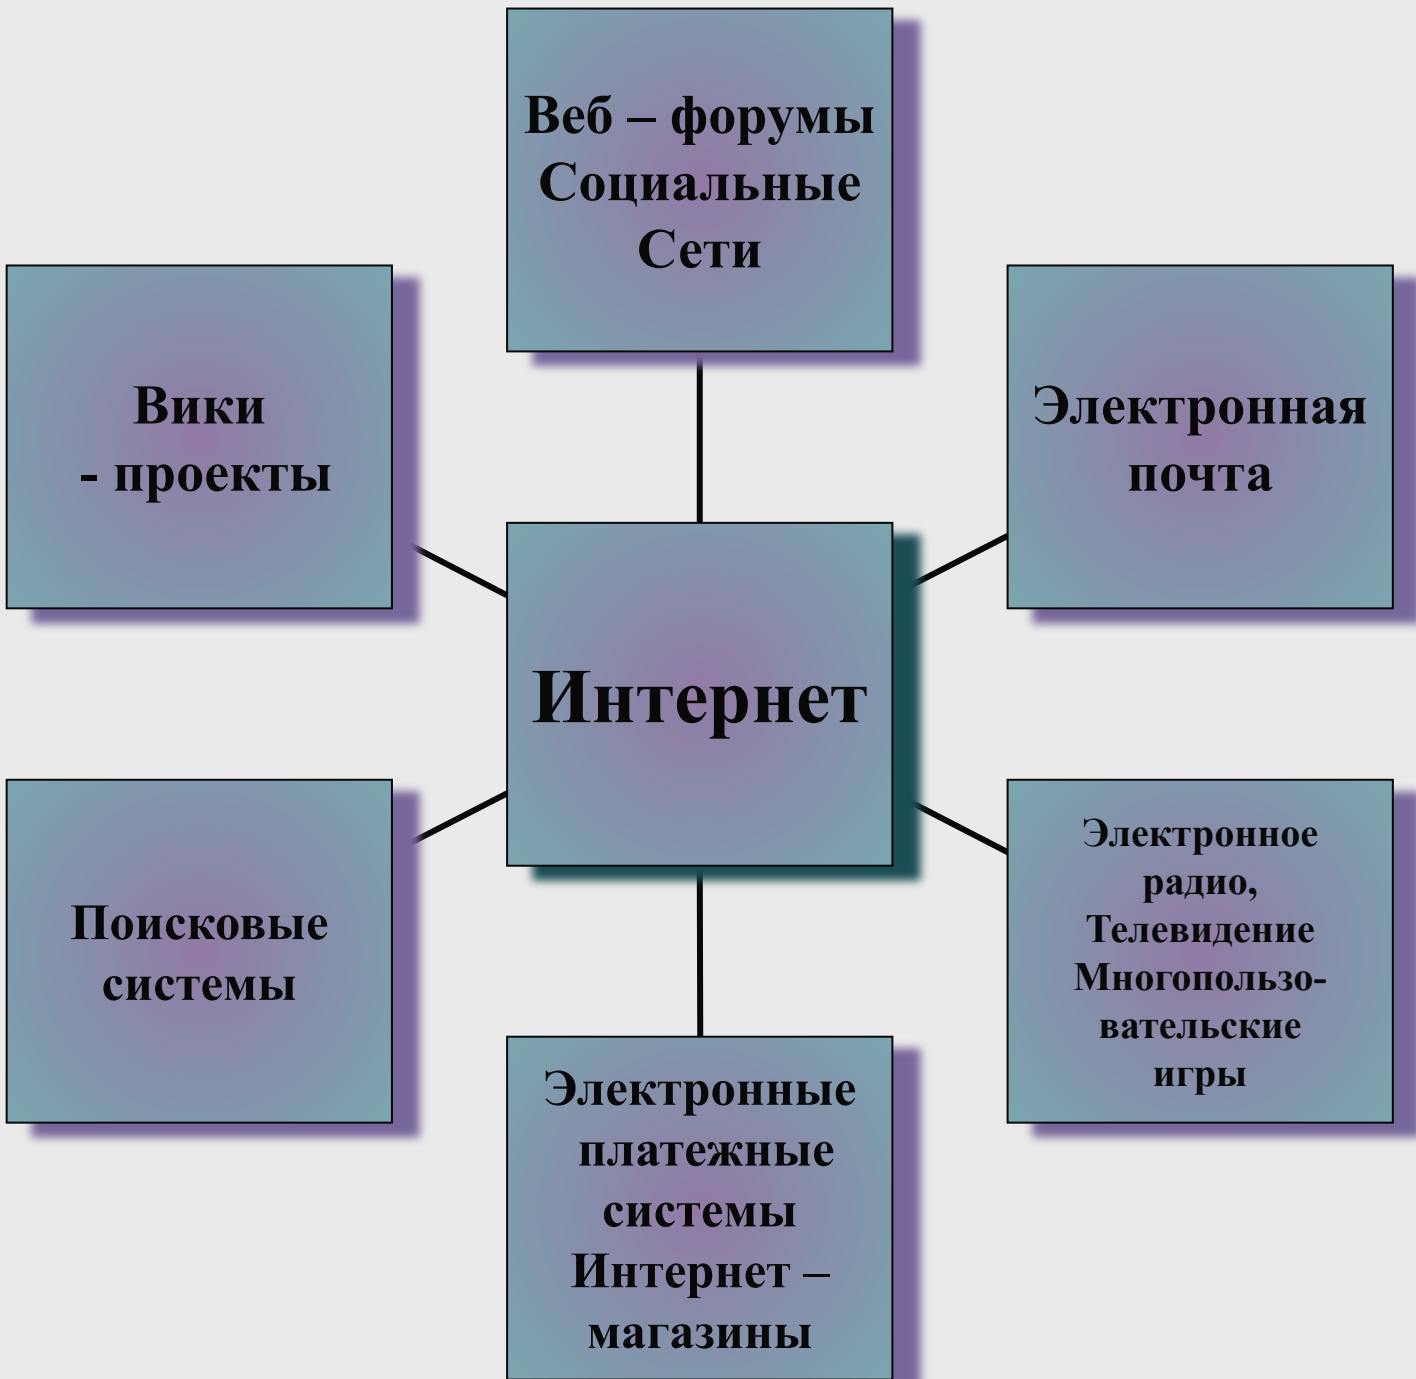 Веб – форумы
Социальные
Сети
Вики
- проекты
Электронная
почта
Интернет
Поисковые
системы
Электронное
радио,
Телевидение
Многопользо-
вательские
игры
Электронные
платежные
системы
Интернет –
магазины